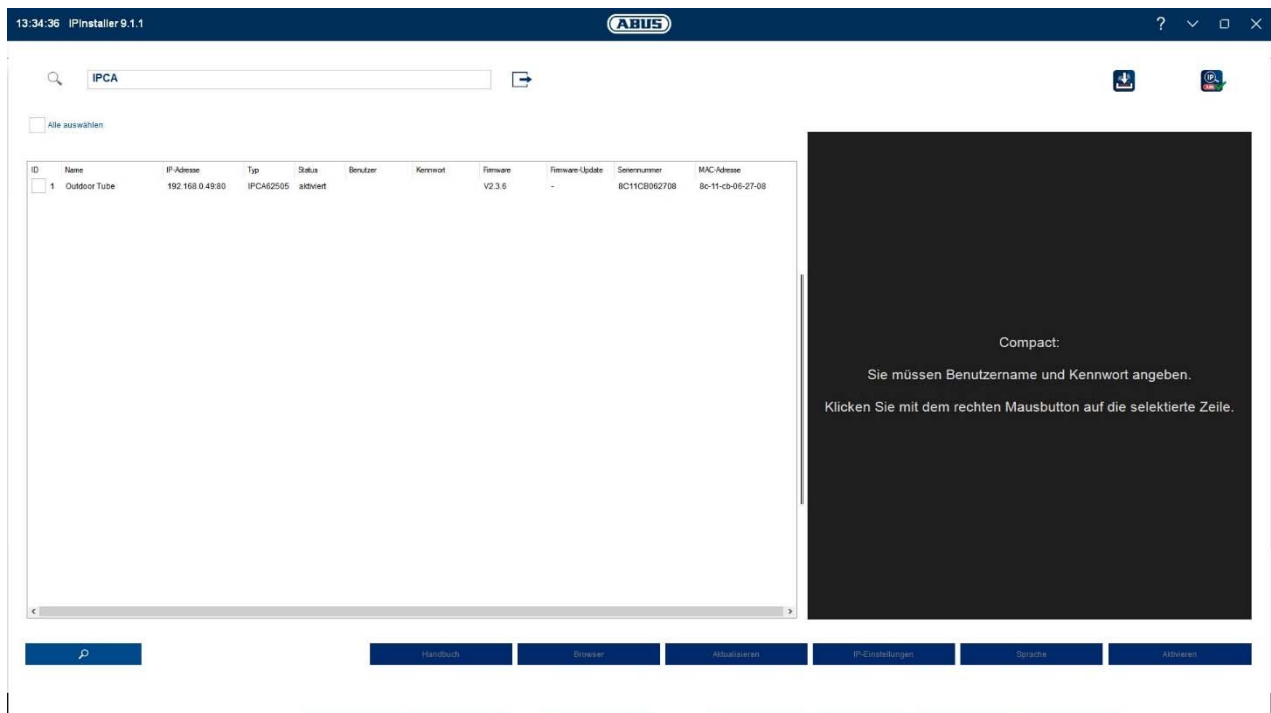 13:34:36 IPInstaller 9.1.1
ABUS
?
IPCA
IP
Alle auswählen
ID Name IP-Adresse Typ Status Benutzer Kennwort Firmware Firmware-Update Seriennummer MAC-Adresse
1 Outdoor Tube 192.168.0.49:80 IPCA62505 aktiviert V2.3.6 - 8C11CB062708 8c-11-cb-06-27-08
Compact:
Sie müssen Benutzername und Kennwort angeben.
Klicken Sie mit dem rechten Mausbutton auf die selektierte Zeile.
Handbuch Browser Aktualisieren IP-Einstellungen Sprache Aktivieren